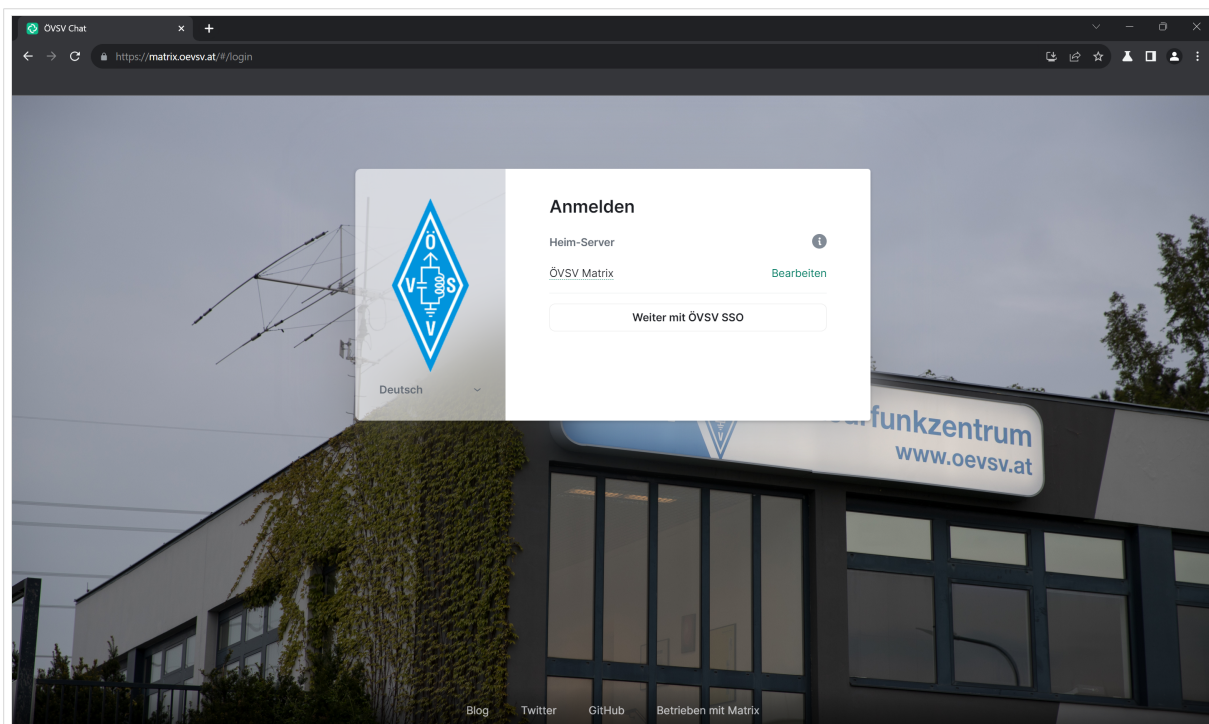 ÖVSV Chat
https://matrix.oevsv.at/#/login
Ö
V S
V
Deutsch
Anmelden
Heim-Server
ÖVSV Matrix Bearbeiten
Weiter mit ÖVSV SSO
funkzentrum
www.oevsv.at
Blog Twitter GitHub Betrieben mit Matrix